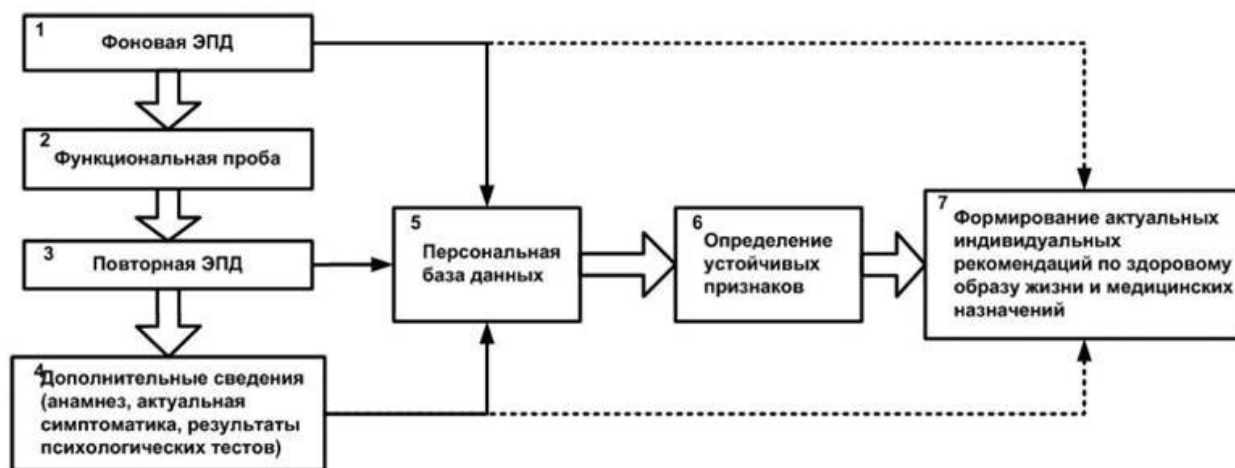 1
Фоновая ЭПД
2
Функциональная проба
3
Повторная ЭПД
4
Дополнительные сведения
(анамнез, актуальная
симптоматика, результаты
психологических тестов)
5
Персональная
база данных
6
Определение
устойчивых
признаков
7
Формирование актуальных
индивидуальных
рекомендаций по здоровому
образу жизни и медицинских
назначений